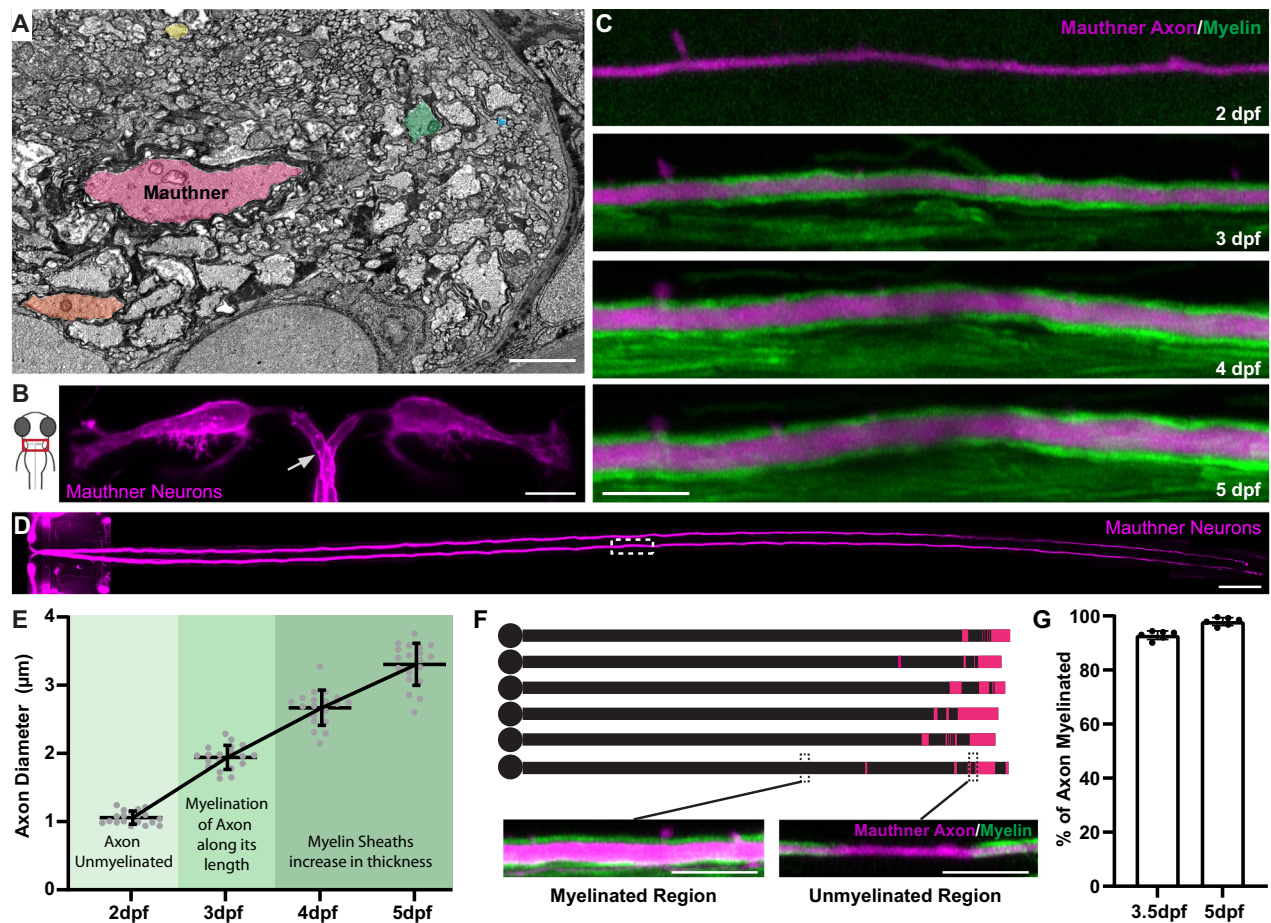 A
Mauthner
B
Mauthner Neurons
C
Mauthner Axon/Myelin
2 dpf
3 dpf
4 dpf
5 dpf
D
Mauthner Neurons
E
Axon Diameter (µm)
4
3
2
1
0
Axon
Unmyelinated
Myelination
of Axon
along its
length
Myelin Sheaths
increase in thickness
2dpf
3dpf
4dpf
5dpf
F
Mauthner Axon/Myelin
Myelinated Region
Unmyelinated Region
G
% of Axon Myelinated
100
80
60
40
20
0
3.5dpf
5dpf